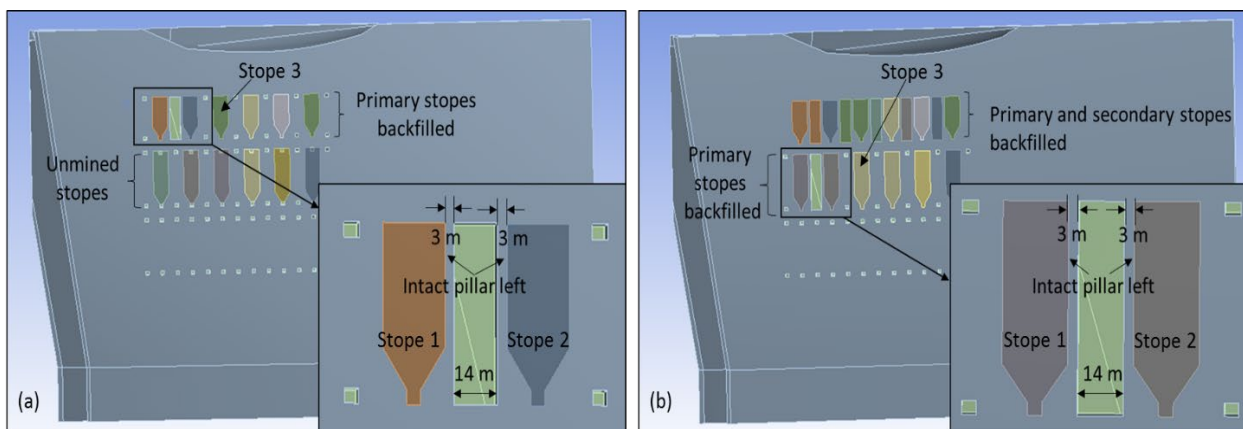 Stope 3
Primary stopes
backfilled
Unmined
stopes
3 m
3 m
Intact pillar left
Stope 1
Stope 2
14 m
(a)
Stope 3
Primary and secondary stopes
backfilled
Primary
stopes
backfilled
3 m
3 m
Intact pillar left
Stope 1
Stope 2
14 m
(b)